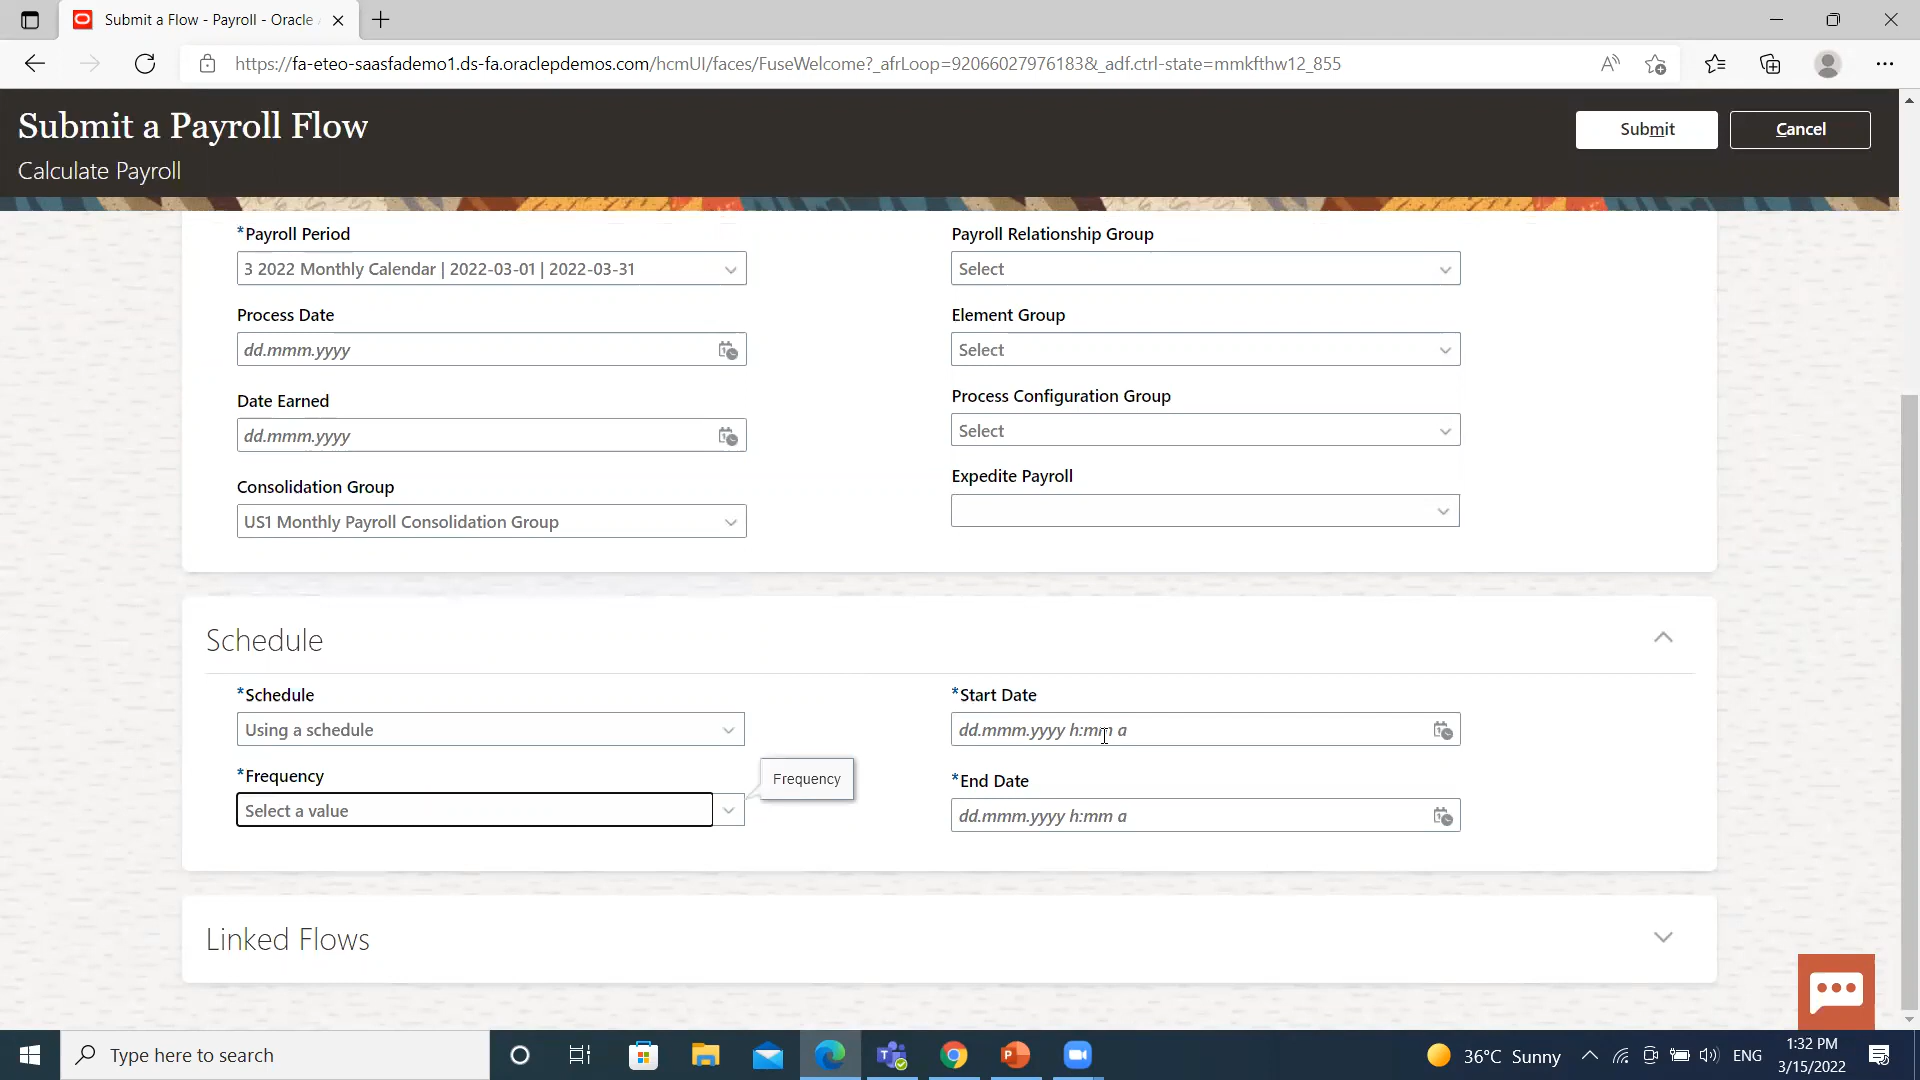 Submit a Flow - Payroll - Oracle
https://fa-eteo-saasfademo1.ds-fa.oraclepdemos.com/hcmUI/faces/FuseWelcome?_afrLoop=92066027976183&_adf.ctrl-state=mmkfthw12_855
Submit a Payroll Flow
Submit
Cancel
Calculate Payroll
*Payroll Period
3 2022 Monthly Calendar | 2022-03-01 | 2022-03-31
Payroll Relationship Group
Select
Process Date
dd.mmm.yyyy
Element Group
Select
Date Earned
dd.mmm.yyyy
Process Configuration Group
Select
Consolidation Group
US1 Monthly Payroll Consolidation Group
Expedite Payroll
Schedule
*Schedule
Using a schedule
*Start Date
dd.mmm.yyyy h:mm a
*Frequency
Select a value
Frequency
*End Date
dd.mmm.yyyy h:mm a
Linked Flows
Type here to search
36°C Sunny
ENG
1:32 PM
3/15/2022